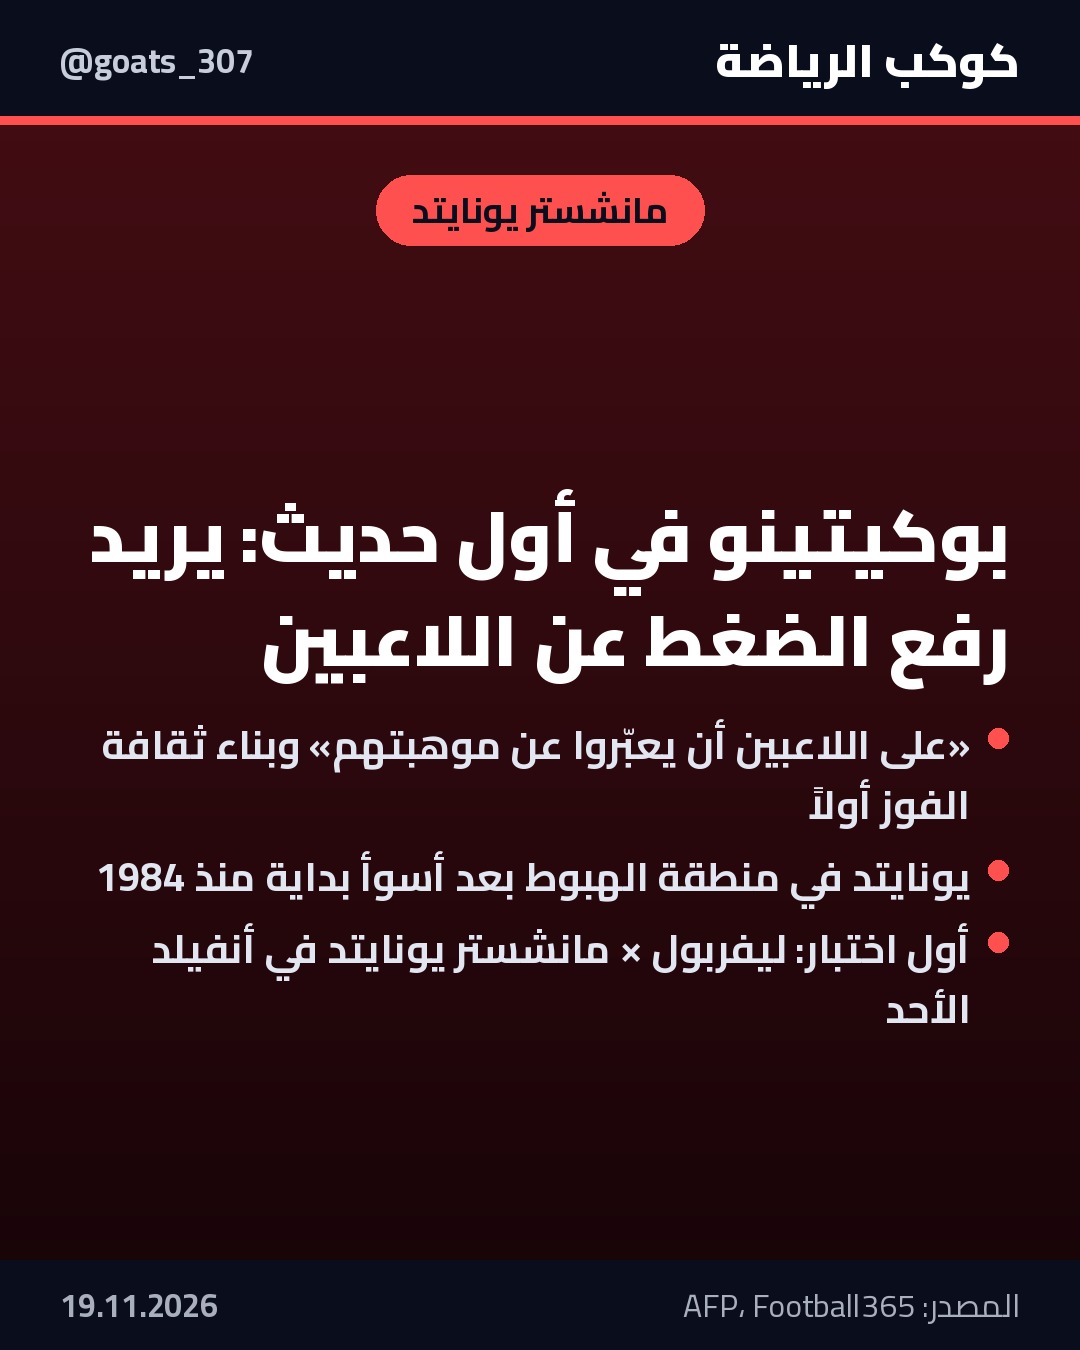 كوكب الرياضة
@goats_307
مانشستر يونايتد
بوكيتينو في أول حديث: يريد
رفع الضغط عن اللاعبين
«على اللاعبين أن يعبّروا عن موهبتهم» وبناء ثقافة
الفوز أولاً
يونايتد في منطقة الهبوط بعد أسوأ بداية منذ 1984
أول اختبار: ليفربول × مانشستر يونايتد في أنفيلد
الأحد
المصدر: AFP، Football365
19.11.2026